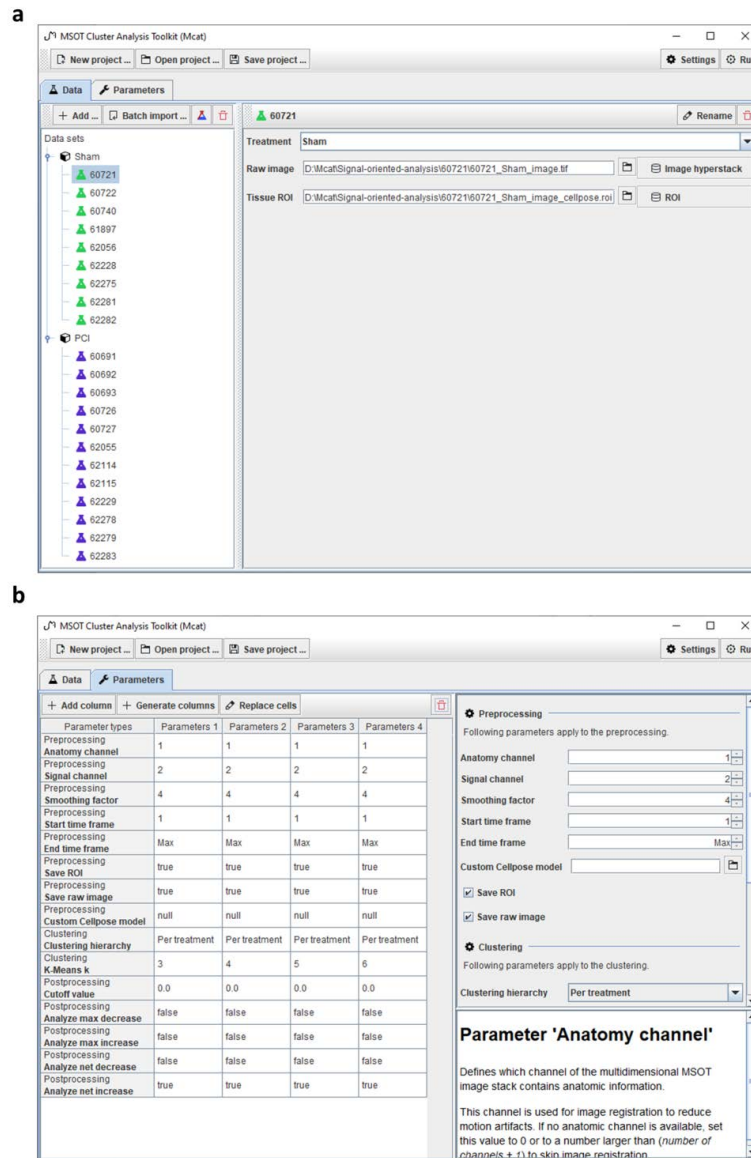 a
MSOT Cluster Analysis Toolkit (Mcat)
New project ... Open project ... Save project ... Settings Ru
Data Parameters
+ Add ... Batch import ... 60721 Rename
Data sets
Treatment Sham
Sham
Raw image D:\Mcat\Signal-oriented-analysis\60721\60721_Sham_image.tif Image hyperstack
60721
Tissue ROI D:\Mcat\Signal-oriented-analysis\60721\60721_Sham_image_cellpose.roi ROI
60722
60740
61897
62056
62228
62275
62281
62282
PCI
60691
60692
60693
60726
60727
62055
62114
62115
62229
62278
62279
62283
b
MSOT Cluster Analysis Toolkit (Mcat)
New project ... Open project ... Save project ... Settings Ru
Data Parameters
+ Add column + Generate columns Replace cells
Parameter types Parameters 1 Parameters 2 Parameters 3 Parameters 4
Preprocessing
Anatomy channel 1 1 1 1
Preprocessing
Signal channel 2 2 2 2
Preprocessing
Smoothing factor 4 4 4 4
Preprocessing
Start time frame 1 1 1 1
Preprocessing
End time frame Max Max Max Max
Preprocessing
Save ROI true true true true
Preprocessing
Save raw image true true true true
Preprocessing
Custom Cellpose model null null null null
Clustering
Clustering hierarchy Per treatment Per treatment Per treatment Per treatment
Clustering
K-Means k 3 4 5 6
Postprocessing
Cutoff value 0.0 0.0 0.0 0.0
Postprocessing
Analyze max decrease false false false false
Postprocessing
Analyze max increase false false false false
Postprocessing
Analyze net decrease false false false false
Postprocessing
Analyze net increase true true true true
Preprocessing
Following parameters apply to the preprocessing.
Anatomy channel 1
Signal channel 2
Smoothing factor 4
Start time frame 1
End time frame Max
Custom Cellpose model
Save ROI
Save raw image
Clustering
Following parameters apply to the clustering.
Clustering hierarchy Per treatment
Parameter 'Anatomy channel'
Defines which channel of the multidimensional MSOT
image stack contains anatomic information.
This channel is used for image registration to reduce
motion artifacts. If no anatomic channel is available, set
this value to 0 or to a number larger than (number of
channels + 1) to skip image registration